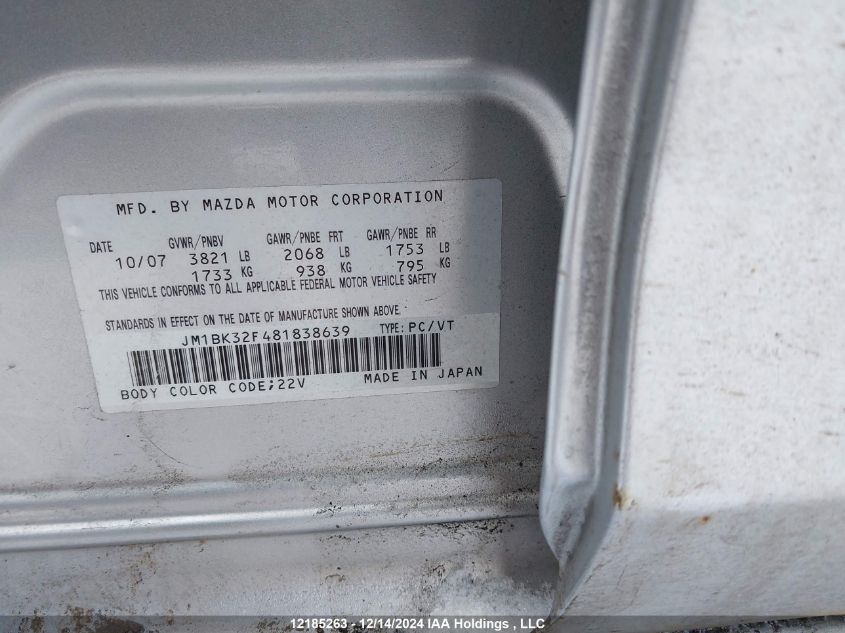 MFD. BY MAZDA MOTOR CORPORATION
DATE GVWR/PNBV GAWR/PNBE FRT GAWR/PNBE RR
10/07 3821 LB 2068 LB 1753 LB
1733 KG 938 KG 795 KG
THIS VEHICLE CONFORMS TO ALL APPLICABLE FEDERAL MOTOR VEHICLE SAFETY
STANDARDS IN EFFECT ON THE DATE OF MANUFACTURE SHOWN ABOVE.
JM1BK32F481838639 TYPE: PC/VT
BODY COLOR CODE;22V MADE IN JAPAN
12185263 - 12/14/2024 IAA Holdings , LLC